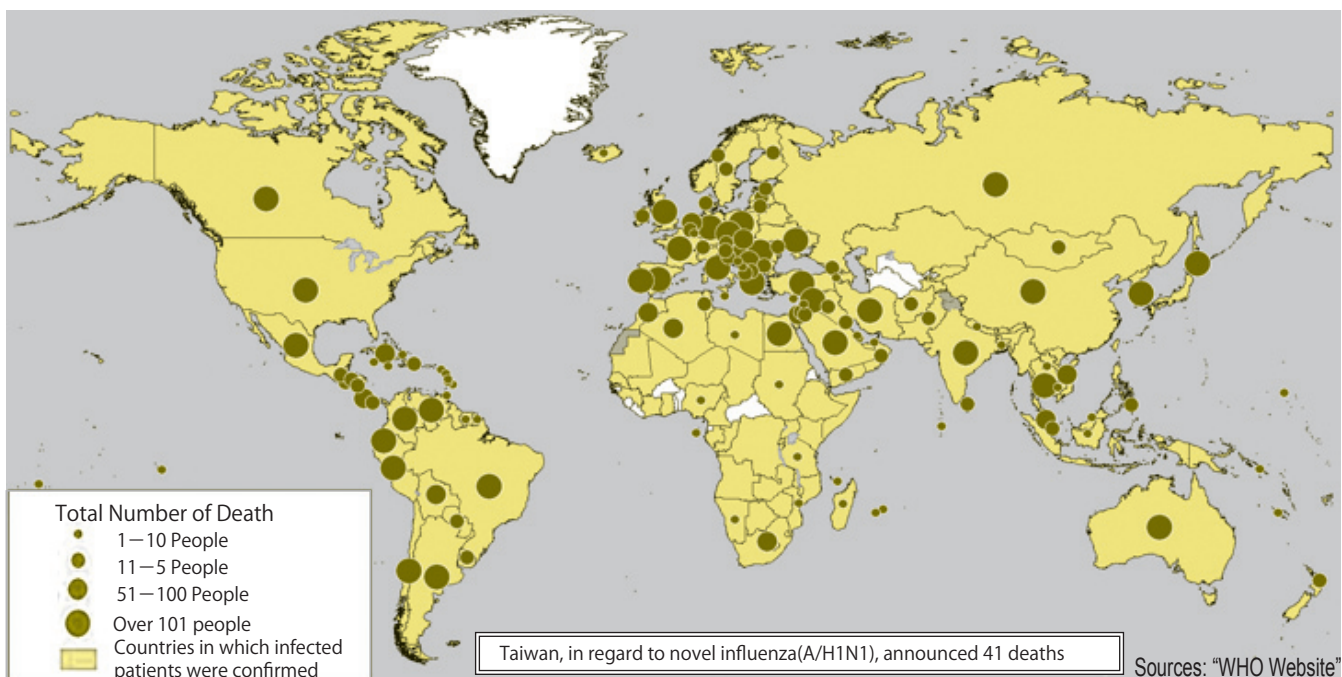 Total Number of Death
1－10 People
11－5 People
51－100 People
Over 101 people
Countries in which infected
patients were confirmed
Taiwan, in regard to novel influenza(A/H1N1), announced 41 deaths
Sources: “WHO Website”